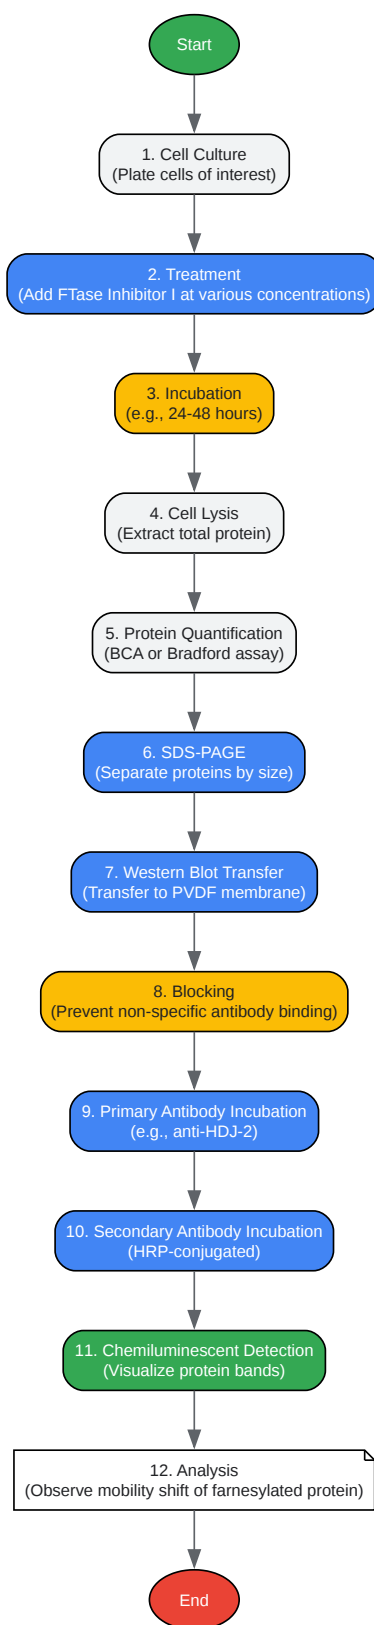 Start
1. Cell Culture
(Plate cells of interest)
2. Treatment
(Add FTase Inhibitor I at various concentrations)
3. Incubation
(e.g., 24-48 hours)
4. Cell Lysis
(Extract total protein)
5. Protein Quantification
(BCA or Bradford assay)
6. SDS-PAGE
(Separate proteins by size)
7. Western Blot Transfer
(Transfer to PVDF membrane)
8. Blocking
(Prevent non-specific antibody binding)
9. Primary Antibody Incubation
(e.g., anti-HDJ-2)
10. Secondary Antibody Incubation
(HRP-conjugated)
11. Chemiluminescent Detection
(Visualize protein bands)
12. Analysis
(Observe mobility shift of farnesylated protein)
End